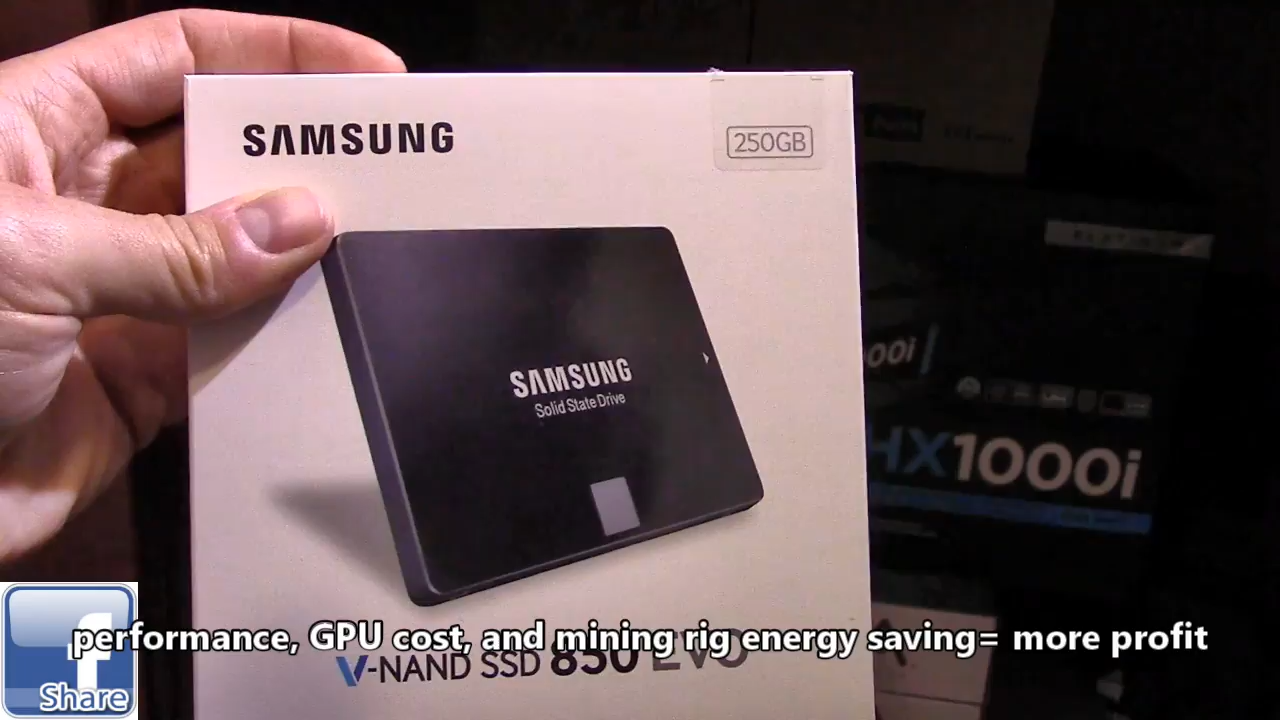 SAMSUNG
250GB
SAMSUNG
Solid State Drive
00i
HX1000i
performance, GPU cost, and mining rig energy saving= more profit
V-NAND SSD 850 EVO
f
Share